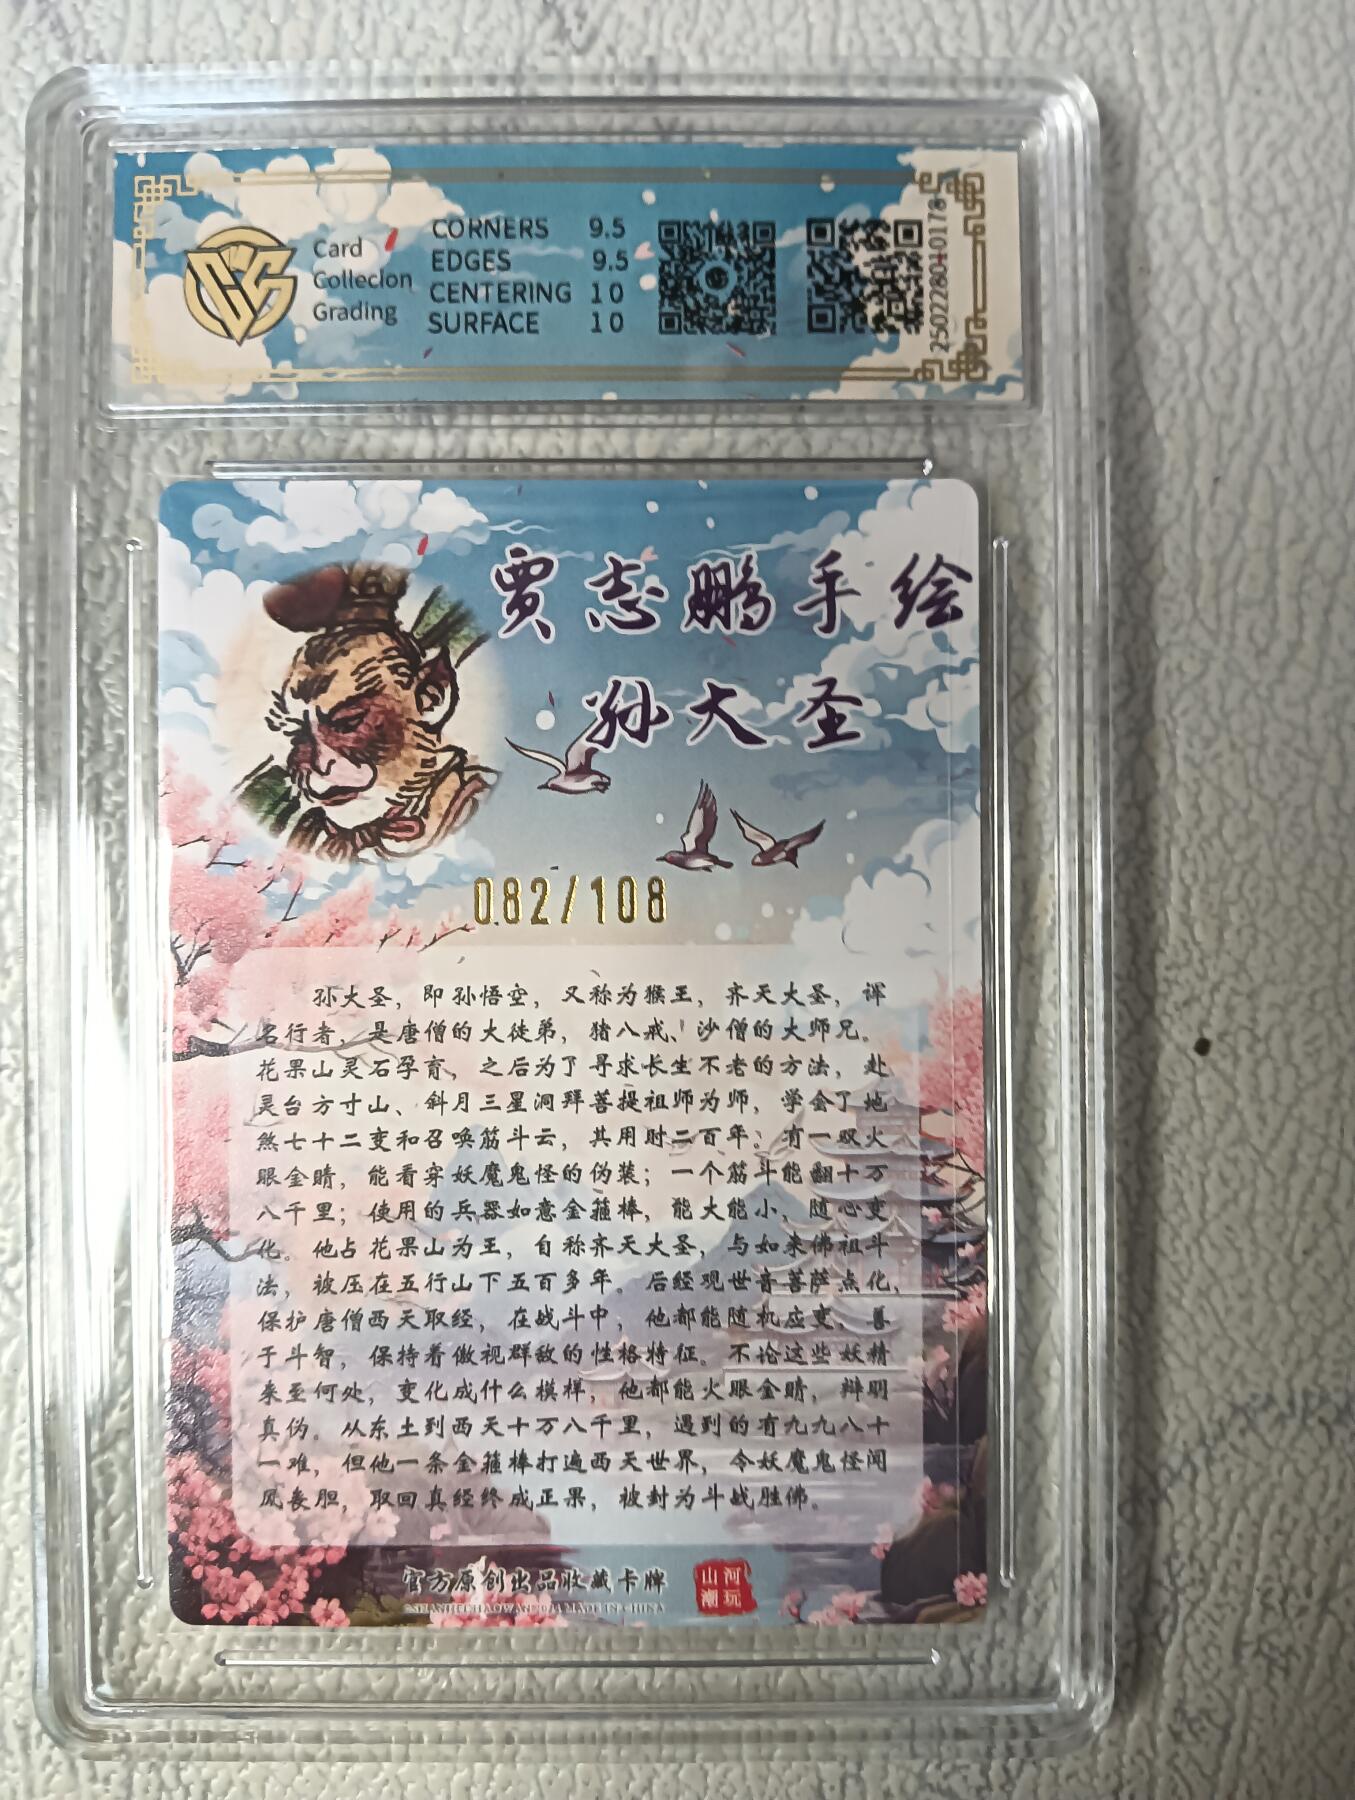 Card
Colleclon
Grading
CORNERS 9.5
EDGES 9.5
CENTERING 10
SURFACE 10
2502280110178
贾志鹏手绘
孙大圣
082/108
孙大圣，即孙悟空，又称为猴王，齐天大圣，诨
名行者，是唐僧的大徒弟，猪八戒、沙僧的大师兄。
花果山灵石孕育，之后为了寻求长生不老的方法，赴
灵台方寸山、斜月三星洞拜菩提祖师为师，学会了地
煞七十二变和召唤筋斗云，其用时二百年。有一双火
眼金睛，能看穿妖魔鬼怪的伪装；一个筋斗能翻十万
八千里；使用的兵器如意金箍棒，能大能小，随心变
化。他占花果山为王，自称齐天大圣，与如来佛祖斗
法，被压在五行山下五百多年。后经观世音菩萨点化，
保护唐僧西天取经，在战斗中，他都能随机应变，善
于斗智，保持着傲视群敌的性格特征。不论这些妖精
来至何处，变化成什么模样，他都能火眼金睛，辩明
真伪。从东土到西天十万八千里，遇到的有九九八十
一难，但他一条金箍棒打遍西天世界，令妖魔鬼怪闻
风丧胆，取回真经终成正果，被封为斗战胜佛。
官方原创出品收藏卡牌
山河
潮玩